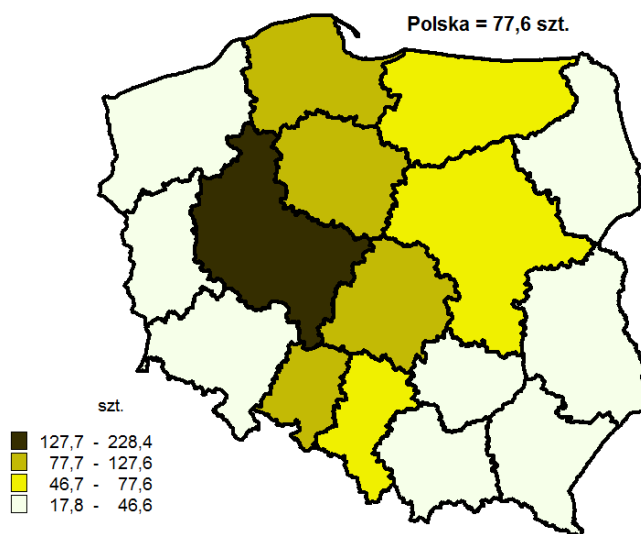 Polska = 77,6 szt.
szt.
127,7 - 228,4
77,7 - 127,6
46,7 - 77,6
17,8 - 46,6